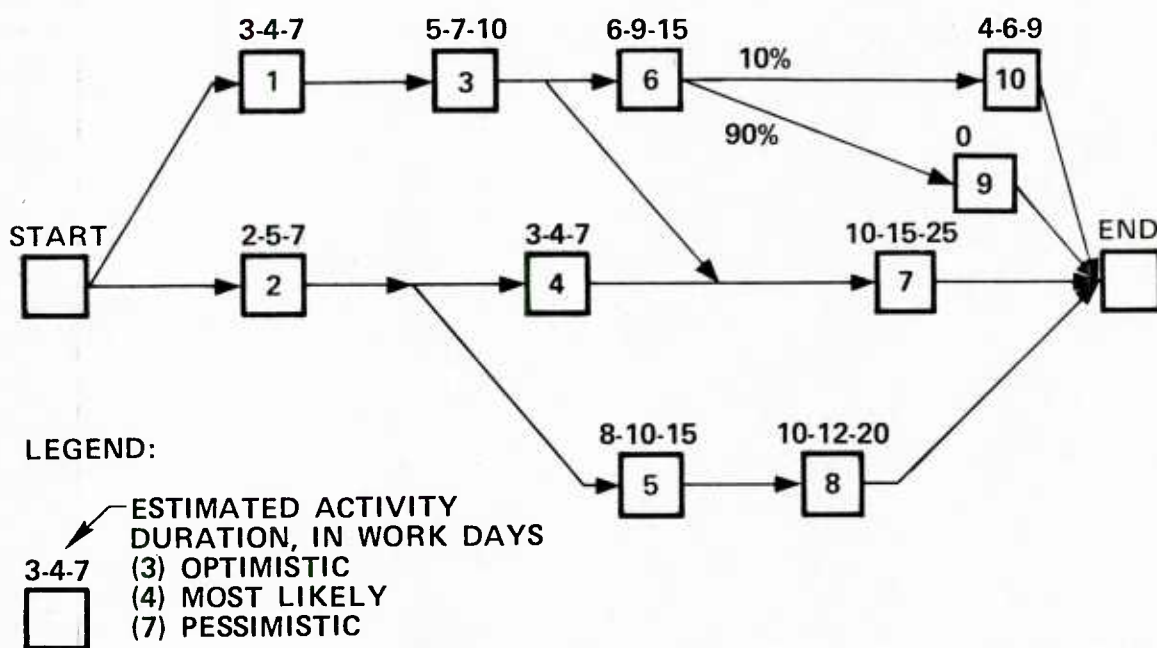 3-4-7
5-7-10
6-9-15
4-6-9
1
3
6
10%
10
90%
0
9
START
2-5-7
3-4-7
10-15-25
END
2
4
7
8-10-15
10-12-20
5
8
LEGEND:
ESTIMATED ACTIVITY
DURATION, IN WORK DAYS
3-4-7
(3) OPTIMISTIC
(4) MOST LIKELY
(7) PESSIMISTIC